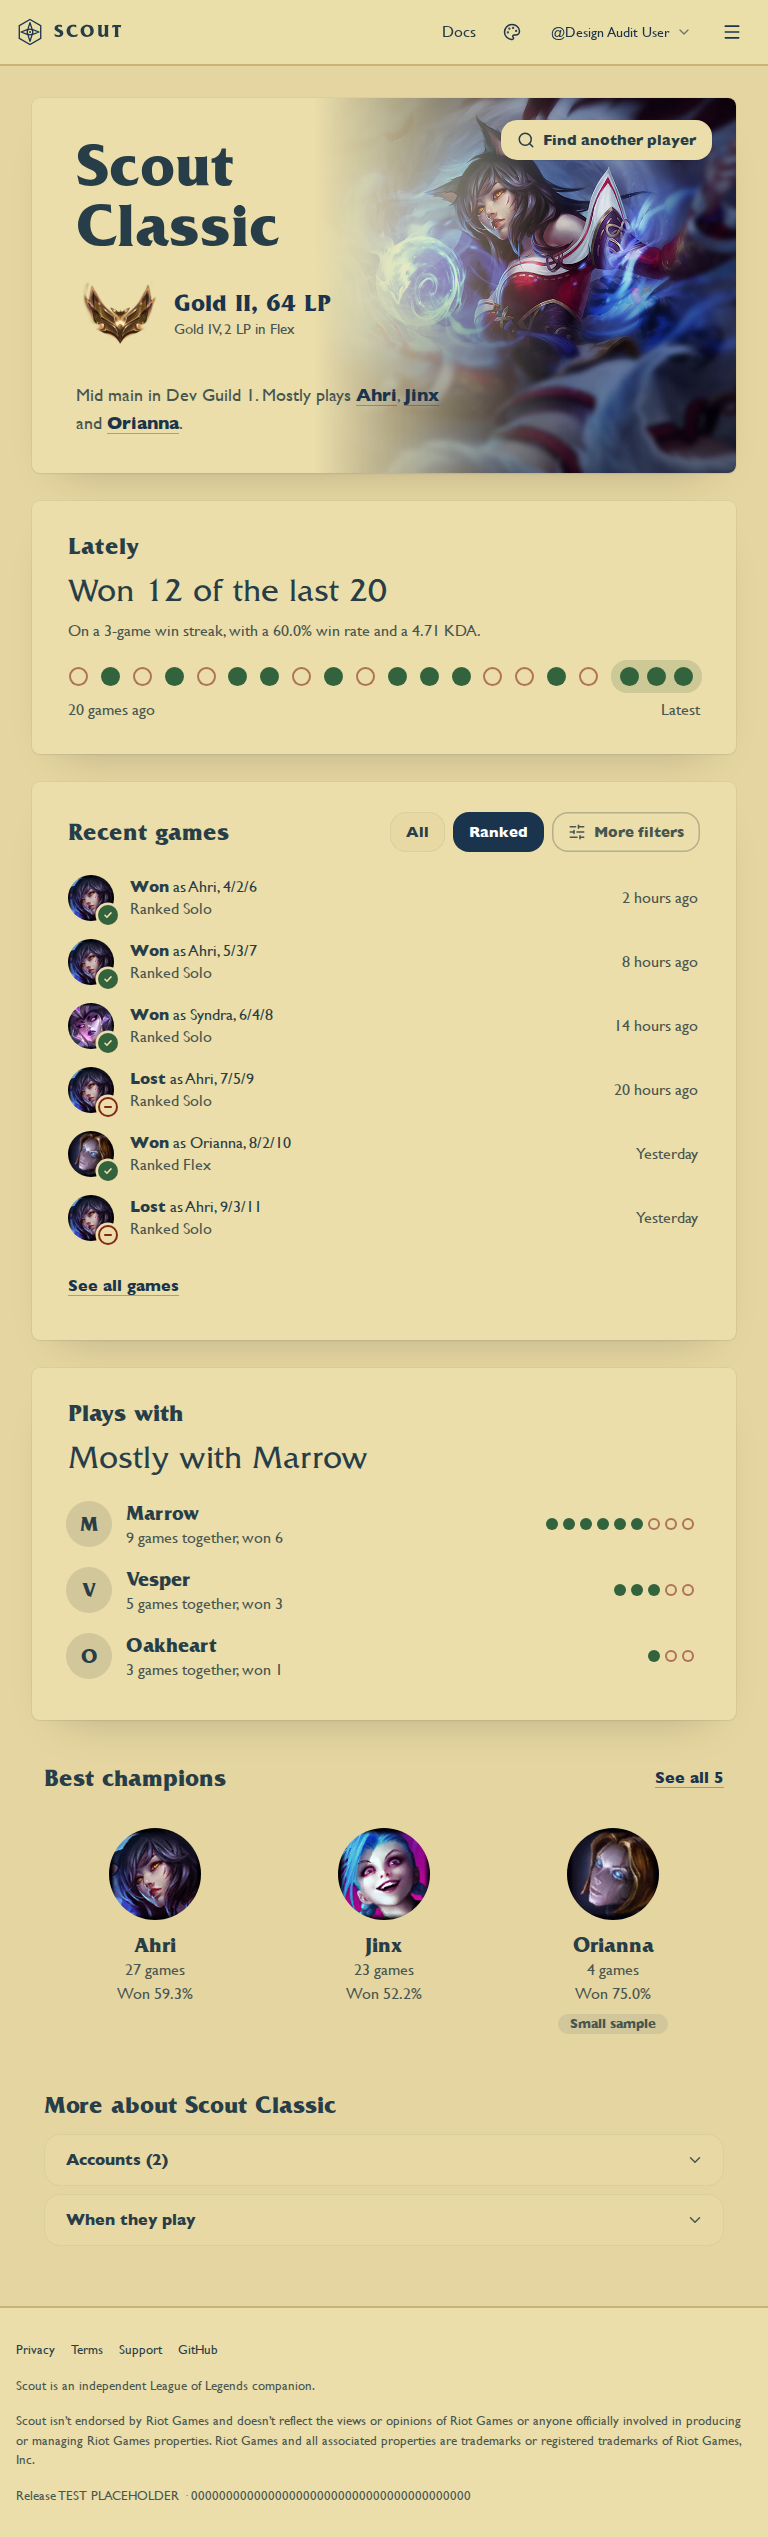 SCOUT
Docs
@Design Audit User
Find another player
Scout
Classic
Gold II, 64 LP
Gold IV, 2 LP in Flex
Mid main in Dev Guild 1. Mostly plays Ahri, Jinx
and Orianna.
Lately
Won 12 of the last 20
On a 3-game win streak, with a 60.0% win rate and a 4.71 KDA.
20 games ago
Latest
Recent games
All
Ranked
More filters
Won as Ahri, 4/2/6
Ranked Solo
2 hours ago
Won as Ahri, 5/3/7
Ranked Solo
8 hours ago
Won as Syndra, 6/4/8
Ranked Solo
14 hours ago
Lost as Ahri, 7/5/9
Ranked Solo
20 hours ago
Won as Orianna, 8/2/10
Ranked Flex
Yesterday
Lost as Ahri, 9/3/11
Ranked Solo
Yesterday
See all games
Plays with
Mostly with Marrow
M
Marrow
9 games together, won 6
V
Vesper
5 games together, won 3
O
Oakheart
3 games together, won 1
Best champions
See all 5
Ahri
27 games
Won 59.3%
Jinx
23 games
Won 52.2%
Orianna
4 games
Won 75.0%
Small sample
More about Scout Classic
Accounts (2)
When they play
Privacy
Terms
Support
GitHub
Scout is an independent League of Legends companion.
Scout isn't endorsed by Riot Games and doesn't reflect the views or opinions of Riot Games or anyone officially involved in producing
or managing Riot Games properties. Riot Games and all associated properties are trademarks or registered trademarks of Riot Games,
Inc.
Release TEST PLACEHOLDER · 0000000000000000000000000000000000000000